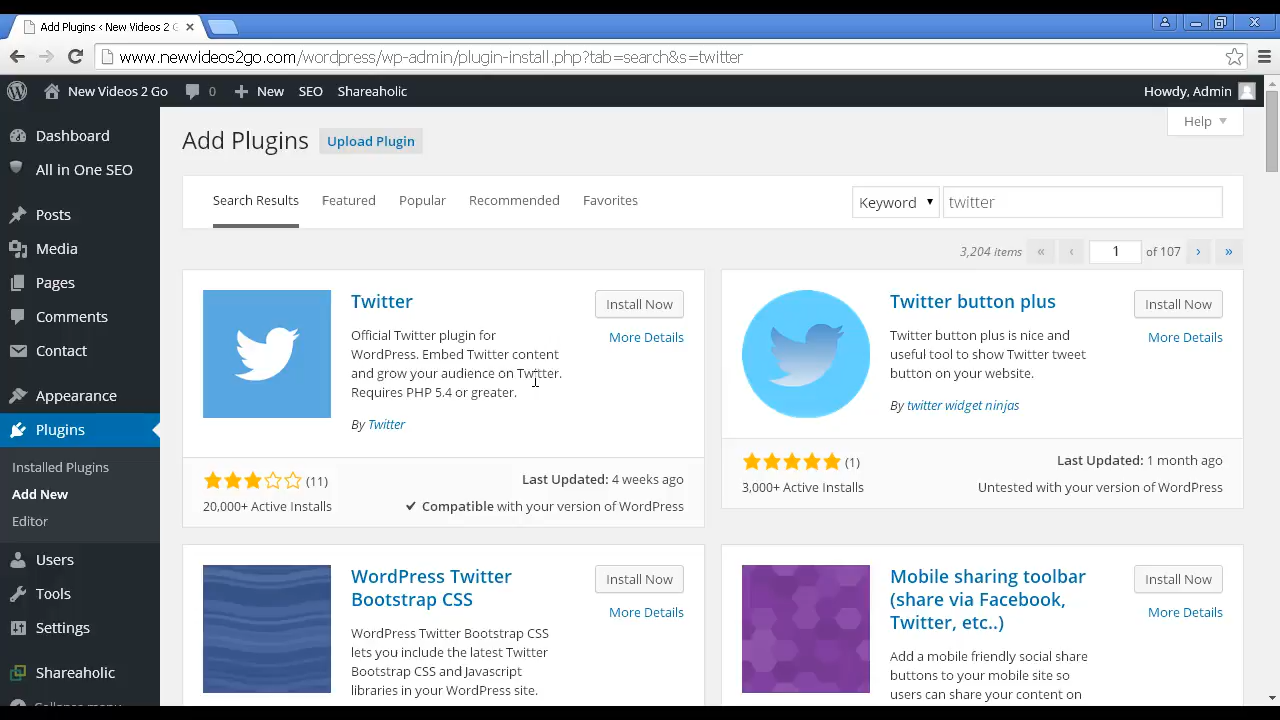 Add Plugins ‹ New Videos 2 G
www.newvideos2go.com/wordpress/wp-admin/plugin-install.php?tab=search&s=twitter
New Videos 2 Go 0 New SEO Shareaholic Howdy, Admin
Dashboard
All in One SEO
Posts
Media
Pages
Comments
Contact
Appearance
Plugins
Installed Plugins
Add New
Editor
Users
Tools
Settings
Shareaholic
Collapse menu
Help
Add Plugins Upload Plugin
Search Results Featured Popular Recommended Favorites Keyword twitter
3,204 items « ‹ 1 of 107 › »
Twitter
Install Now
More Details
Official Twitter plugin for
WordPress. Embed Twitter content
and grow your audience on Twitter.
Requires PHP 5.4 or greater.
By Twitter
(11)
20,000+ Active Installs
Last Updated: 4 weeks ago
✔ Compatible with your version of WordPress
Twitter button plus
Install Now
More Details
Twitter button plus is nice and
useful tool to show Twitter tweet
button on your website.
By twitter widget ninjas
(1)
3,000+ Active Installs
Last Updated: 1 month ago
Untested with your version of WordPress
WordPress Twitter
Bootstrap CSS
Install Now
More Details
WordPress Twitter Bootstrap CSS
lets you include the latest Twitter
Bootstrap CSS and Javascript
libraries in your WordPress site.
Mobile sharing toolbar
(share via Facebook,
Twitter, etc..)
Install Now
More Details
Add a mobile friendly social share
buttons to your mobile site so
users can share your content on